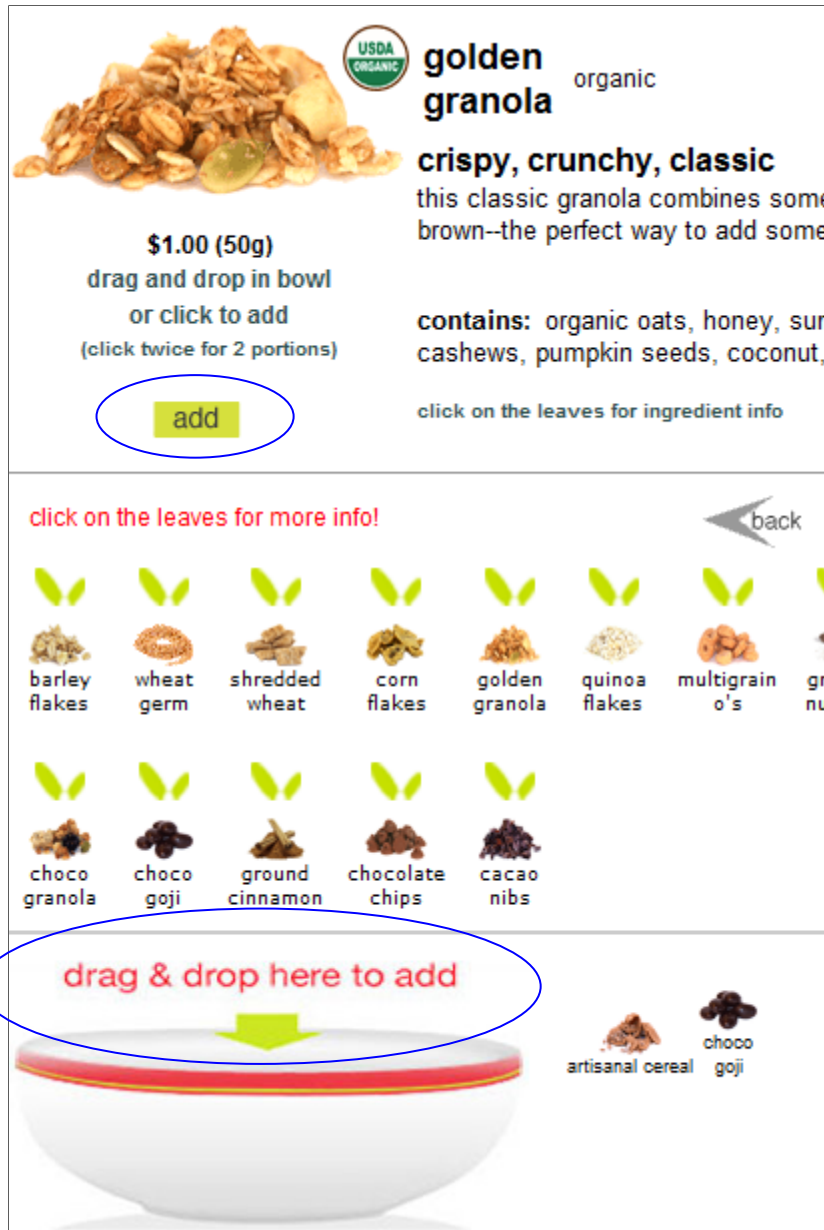 USDA
ORGANIC
golden
granola
organic
crispy, crunchy, classic
this classic granola combines some
brown--the perfect way to add some
$1.00 (50g)
drag and drop in bowl
or click to add
(click twice for 2 portions)
add
contains: organic oats, honey, sun
cashews, pumpkin seeds, coconut,
click on the leaves for ingredient info
click on the leaves for more info!
back
barley
flakes
wheat
germ
shredded
wheat
corn
flakes
golden
granola
quinoa
flakes
multigrain
o's
choco
granola
choco
goji
ground
cinnamon
chocolate
chips
cacao
nibs
drag & drop here to add
artisanal cereal
choco
goji